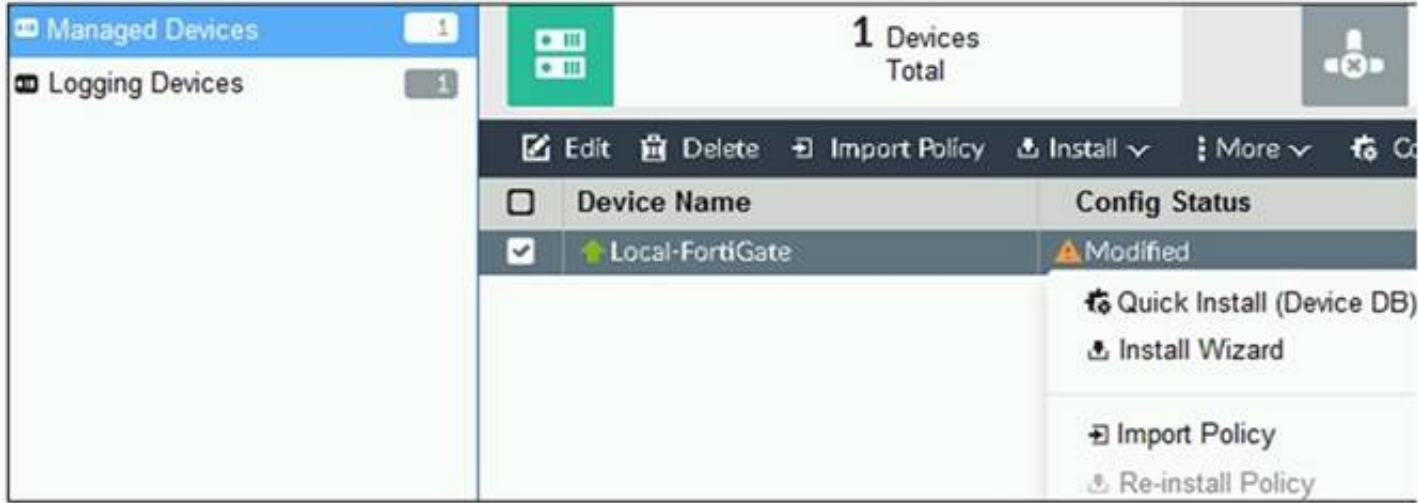 Managed Devices 1
Logging Devices 1
1 Devices
Total
Edit Delete Import Policy Install More
Device Name Config Status
Local-FortiGate Modified
Quick Install (Device DB)
Install Wizard
Import Policy
Re-install Policy